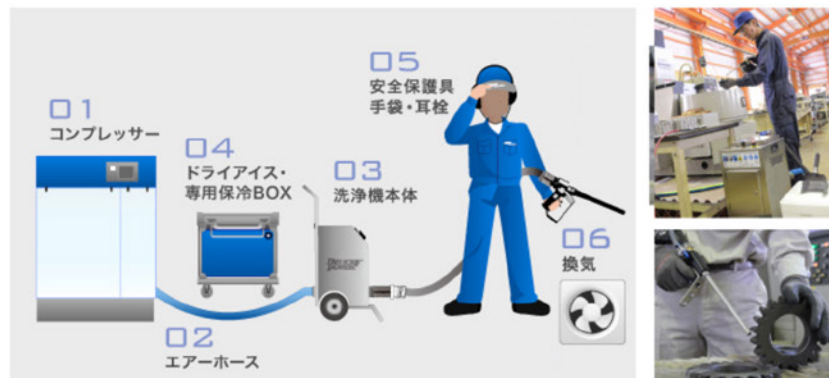 01
コンプレッサー
02
エアーホース
03
洗浄機本体
04
ドライアイス・
専用保冷BOX
05
安全保護具
手袋・耳栓
06
換気